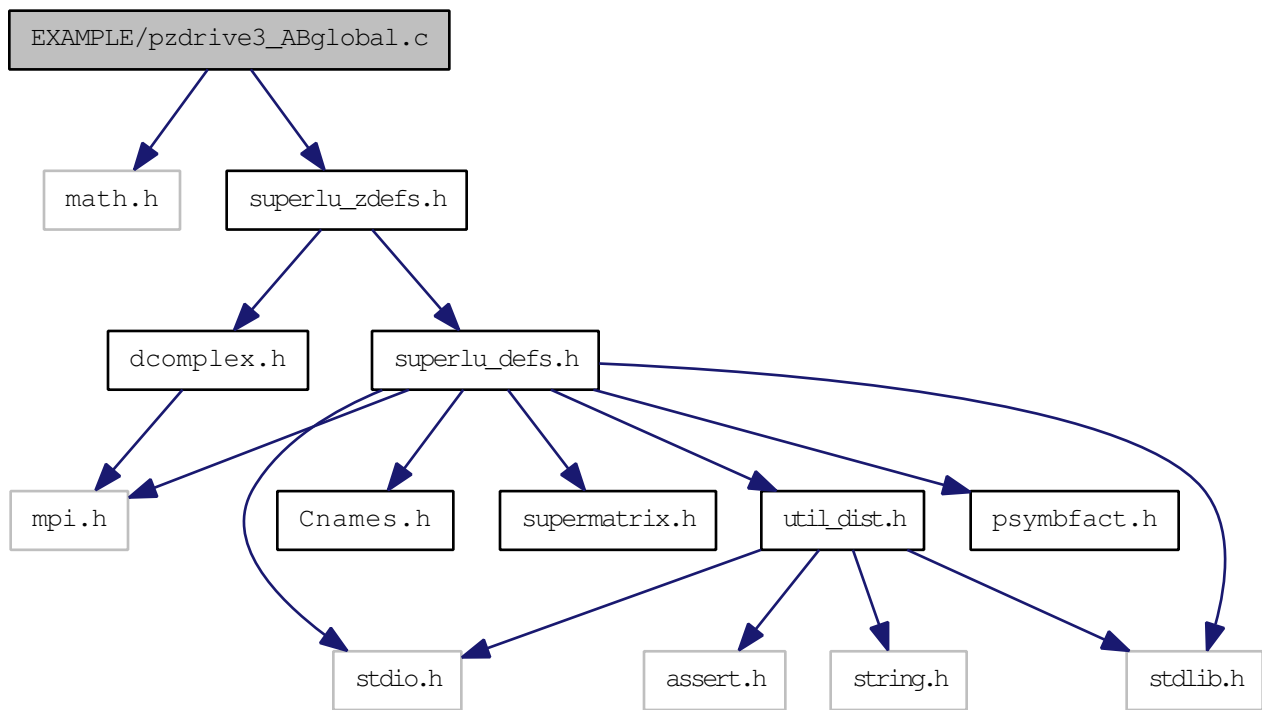 EXAMPLE/pzdrive3_ABglobal.c
math.h
superlu_zdefs.h
dcomplex.h
superlu_defs.h
mpi.h
Cnames.h
supermatrix.h
util_dist.h
psymbfact.h
stdio.h
assert.h
string.h
stdlib.h